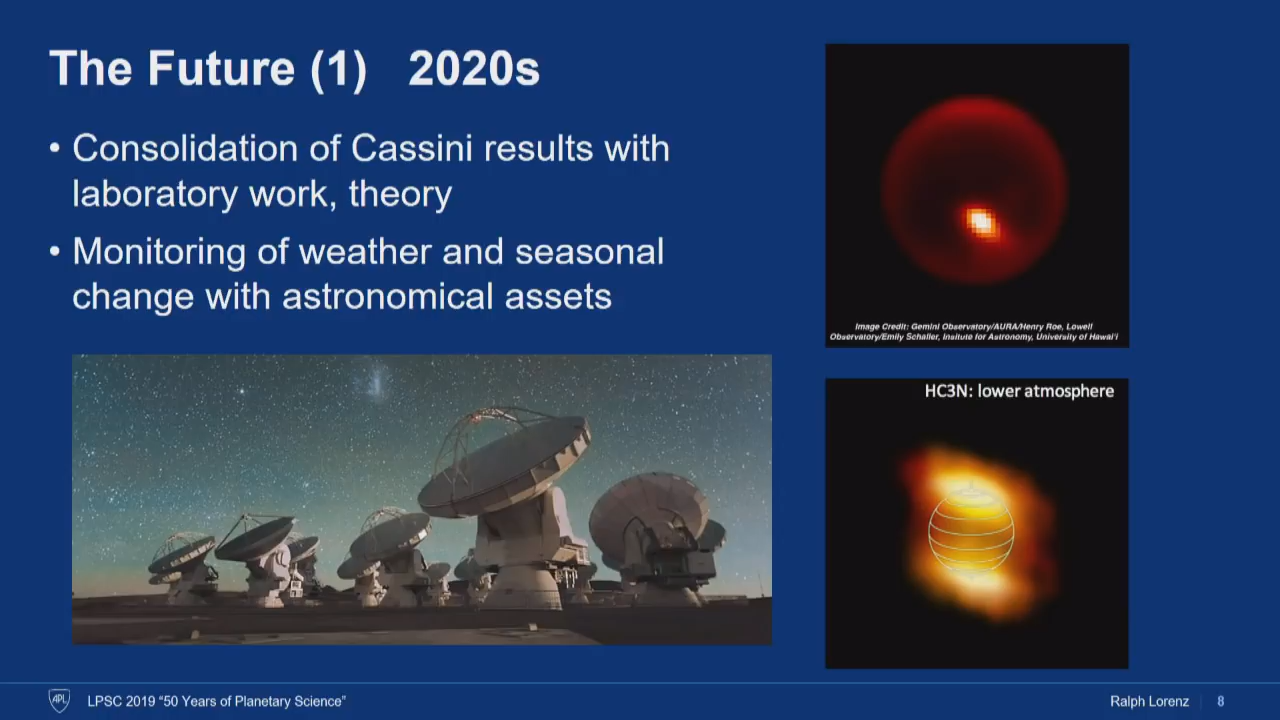 The Future (1) 2020s
• Consolidation of Cassini results with
laboratory work, theory
• Monitoring of weather and seasonal
change with astronomical assets
Image Credit: Gemini Observatory/AURA/Henry Roe, Lowell
Observatory/Emily Schaller, Insitute for Astronomy, University of Hawai'i
HC3N: lower atmosphere
APL
LPSC 2019 “50 Years of Planetary Science”
Ralph Lorenz
8